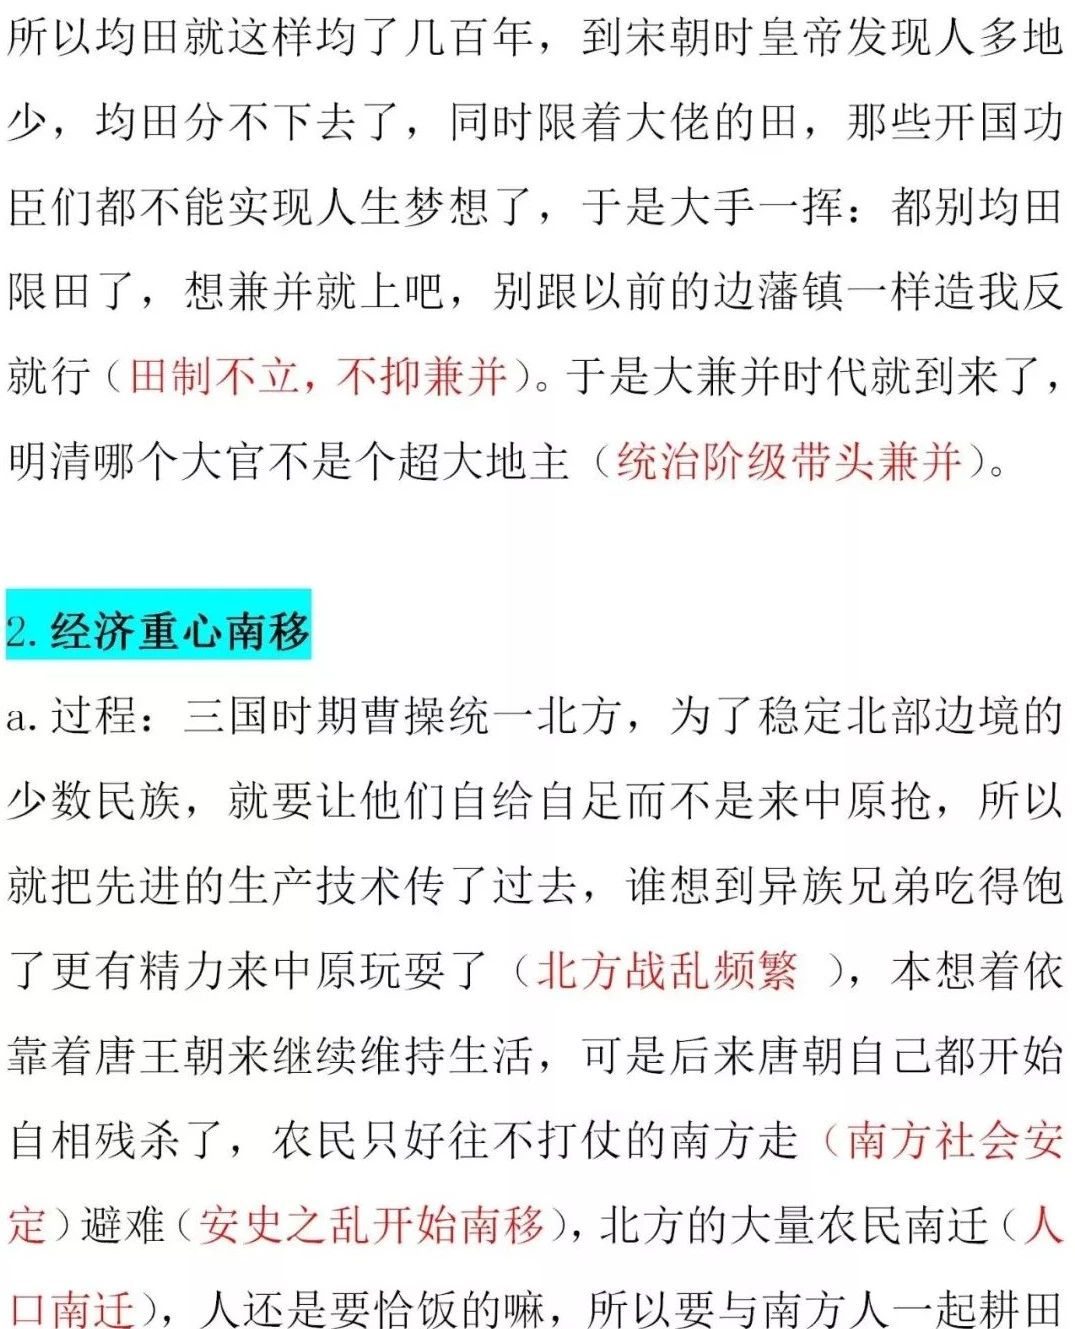 所以均田就这样均了几百年，到宋朝时皇帝发现人多地
少，均田分不下去了，同时限着大佬的田，那些开国功
臣们都不能实现人生梦想了，于是大手一挥：都别均田
限田了，想兼并就上吧，别跟以前的边藩镇一样造我反
就行（田制不立，不抑兼并）。于是大兼并时代就到来了，
明清哪个大官不是个超大地主（统治阶级带头兼并）。
2.经济重心南移
a.过程：三国时期曹操统一北方，为了稳定北部边境的
少数民族，就要让他们自给自足而不是来中原抢，所以
就把先进的生产技术传了过去，谁想到异族兄弟吃得饱
了更有精力来中原玩耍了（北方战乱频繁 ），本想着依
靠着唐王朝来继续维持生活，可是后来唐朝自己都开始
自相残杀了，农民只好往不打仗的南方走（南方社会安
定）避难（安史之乱开始南移），北方的大量农民南迁（人
口南迁），人还是要恰饭的嘛，所以要与南方人一起耕田